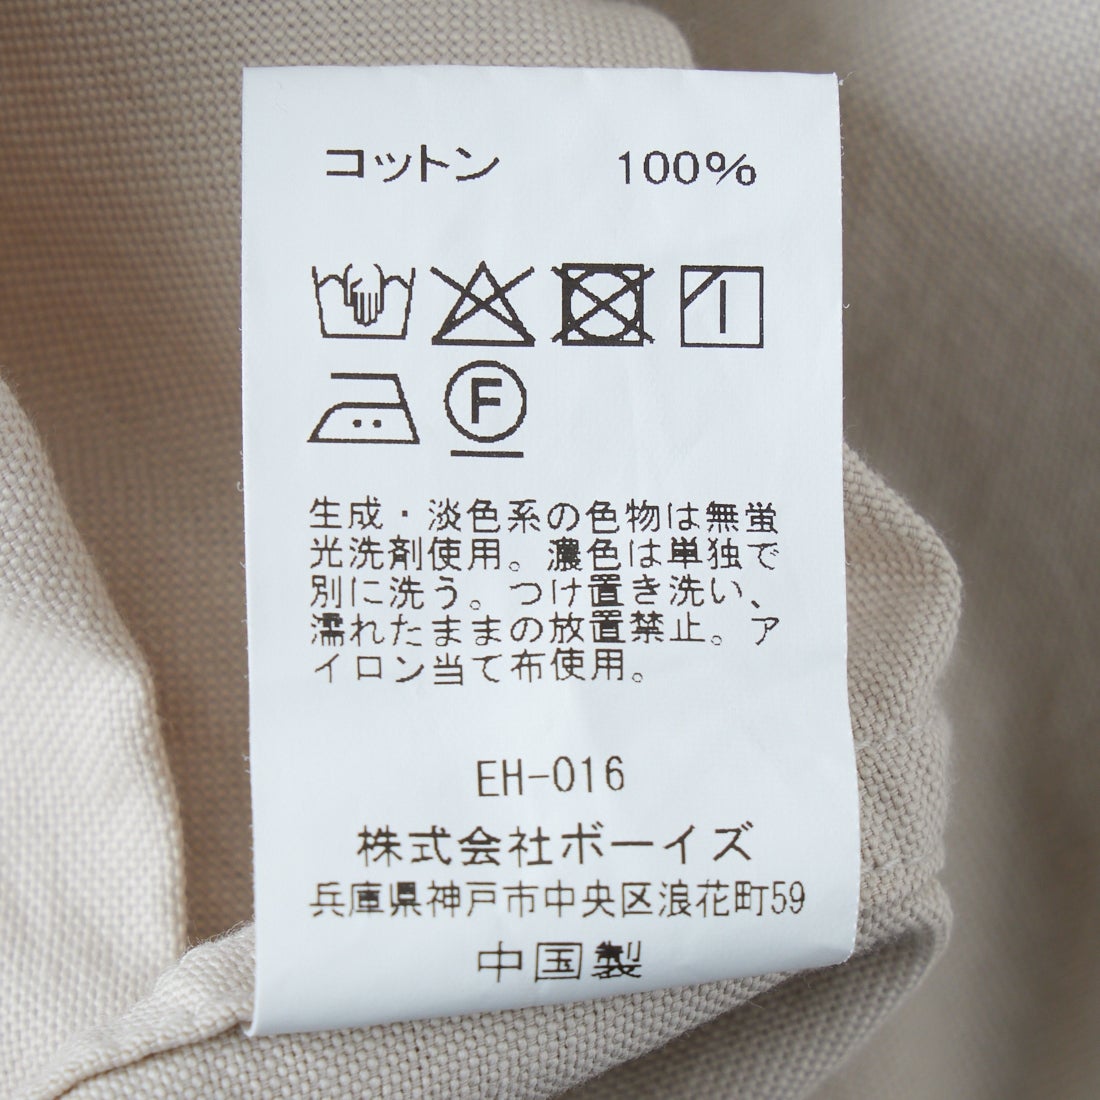 コットン 100%
F
生成・淡色系の色物は無蛍
光洗剤使用。濃色は単独で
別に洗う。つけ置き洗い、
濡れたままの放置禁止。ア
イロン当て布使用。
EH-016
株式会社ボーイズ
兵庫県神戸市中央区浪花町59
中国製